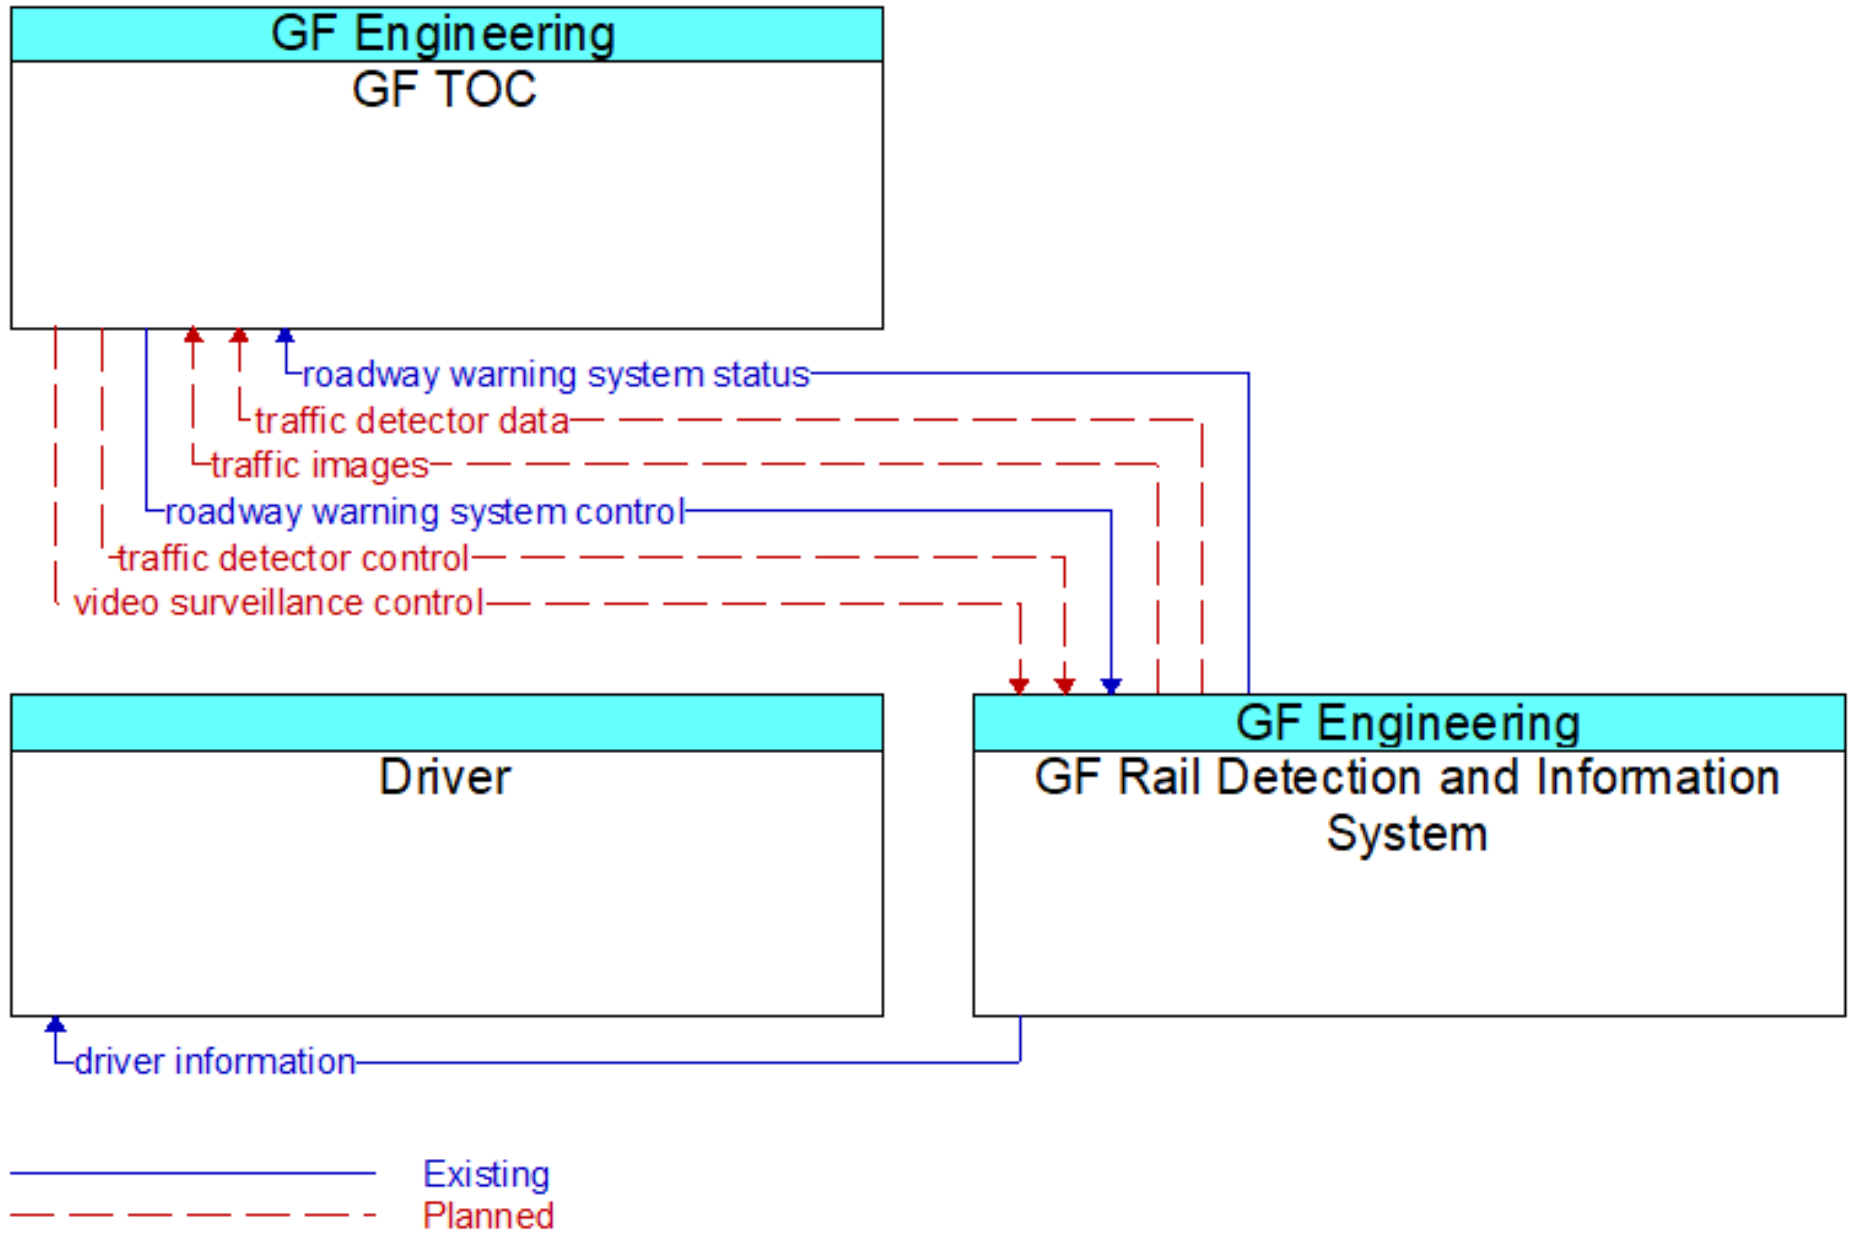 GF Engineering
GF TOC
roadway warning system status
traffic detector data
traffic images
roadway warning system control
traffic detector control
video surveillance control
Driver
GF Engineering
GF Rail Detection and Information
System
driver information
Existing
Planned